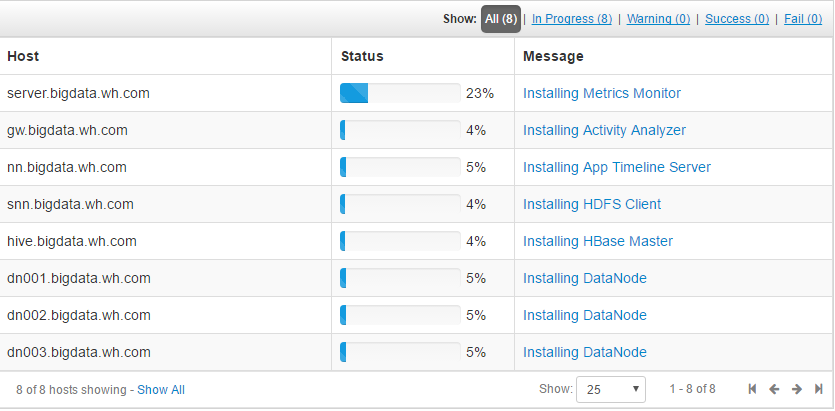 Show: All (8) | In Progress (8) | Warning (0) | Success (0) | Fail (0)
Host Status Message
server.bigdata.wh.com 23% Installing Metrics Monitor
gw.bigdata.wh.com 4% Installing Activity Analyzer
nn.bigdata.wh.com 5% Installing App Timeline Server
snn.bigdata.wh.com 4% Installing HDFS Client
hive.bigdata.wh.com 4% Installing HBase Master
dn001.bigdata.wh.com 5% Installing DataNode
dn002.bigdata.wh.com 5% Installing DataNode
dn003.bigdata.wh.com 5% Installing DataNode
8 of 8 hosts showing - Show All Show: 25 1 - 8 of 8